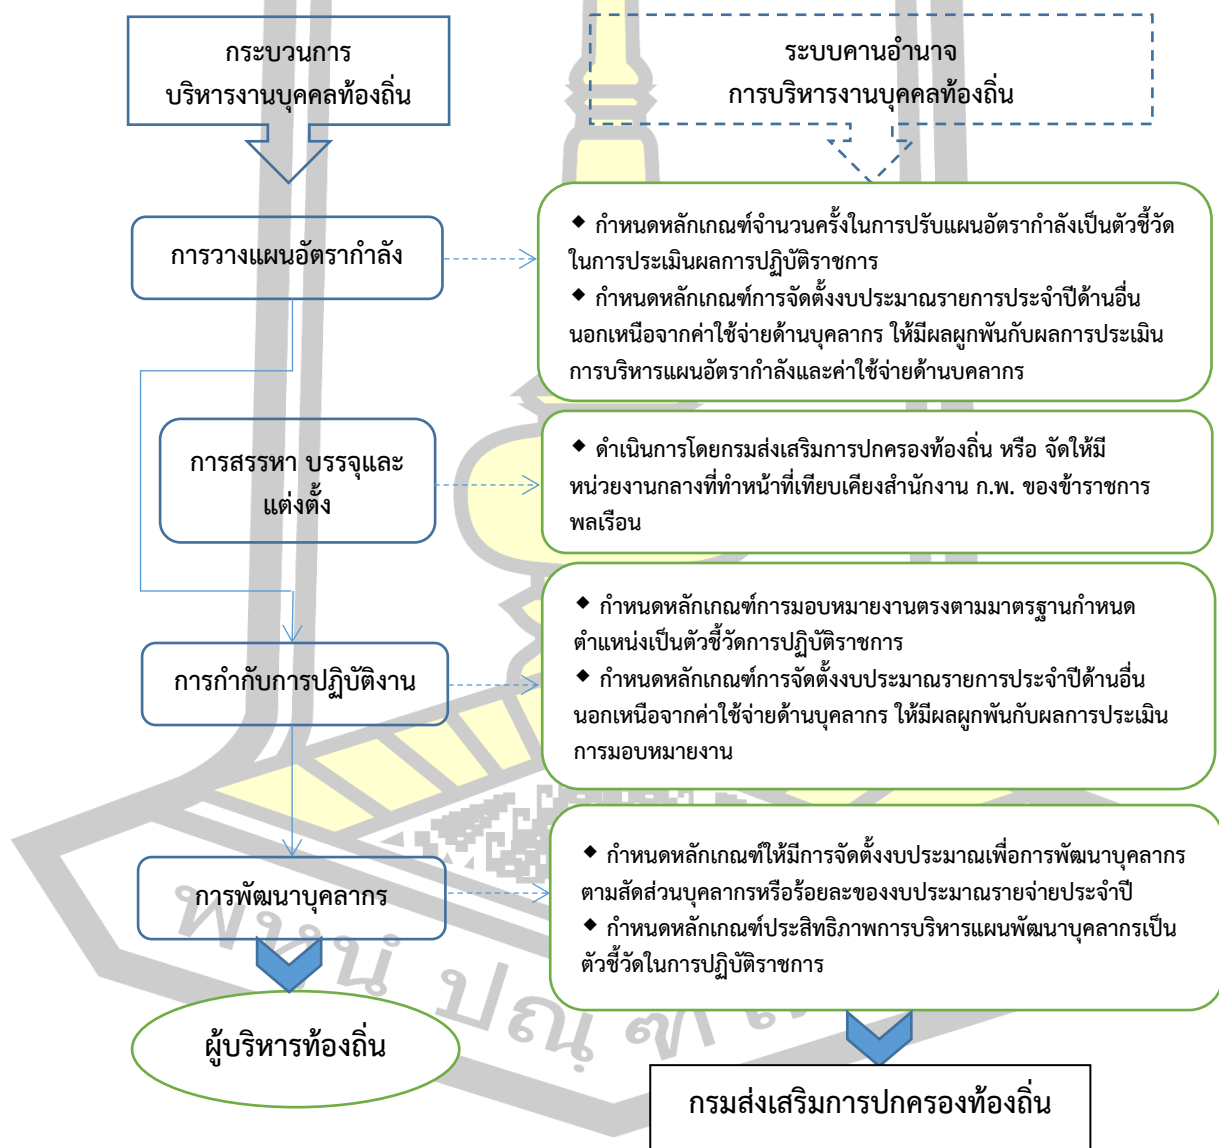 กระบวนการ
บริหารงานบุคคลท้องถิ่น
ระบบคานอำนาจ
การบริหารงานบุคคลท้องถิ่น
การวางแผนอัตรากำลัง
◆ กำหนดหลักเกณฑ์จำนวนครั้งในการปรับแผนอัตรากำลังเป็นตัวชี้วัด
ในการประเมินผลการปฏิบัติราชการ
◆ กำหนดหลักเกณฑ์การจัดตั้งงบประมาณรายการประจำปีด้านอื่น
นอกเหนือจากค่าใช้จ่ายด้านบุคลากร ให้มีผลผูกพันกับผลการประเมิน
การบริหารแผนอัตรากำลังและค่าใช้จ่ายด้านบคลากร
การสรรหา บรรจุและ
แต่งตั้ง
◆ ดำเนินการโดยกรมส่งเสริมการปกครองท้องถิ่น หรือ จัดให้มี
หน่วยงานกลางที่ทำหน้าที่เทียบเคียงสำนักงาน ก.พ. ของข้าราชการ
พลเรือน
การกำกับการปฏิบัติงาน
◆ กำหนดหลักเกณฑ์การมอบหมายงานตรงตามมาตรฐานกำหนด
ตำแหน่งเป็นตัวชี้วัดการปฏิบัติราชการ
◆ กำหนดหลักเกณฑ์การจัดตั้งงบประมาณรายการประจำปีด้านอื่น
นอกเหนือจากค่าใช้จ่ายด้านบุคลากร ให้มีผลผูกพันกับผลการประเมิน
การมอบหมายงาน
การพัฒนาบุคลากร
◆ กำหนดหลักเกณฑ์ให้มีการจัดตั้งงบประมาณเพื่อการพัฒนาบุคลากร
ตามสัดส่วนบุคลากรหรือร้อยละของงบประมาณรายจ่ายประจำปี
◆ กำหนดหลักเกณฑ์ประสิทธิภาพการบริหารแผนพัฒนาบุคลากรเป็น
ตัวชี้วัดในการปฏิบัติราชการ
ผู้บริหารท้องถิ่น
กรมส่งเสริมการปกครองท้องถิ่น